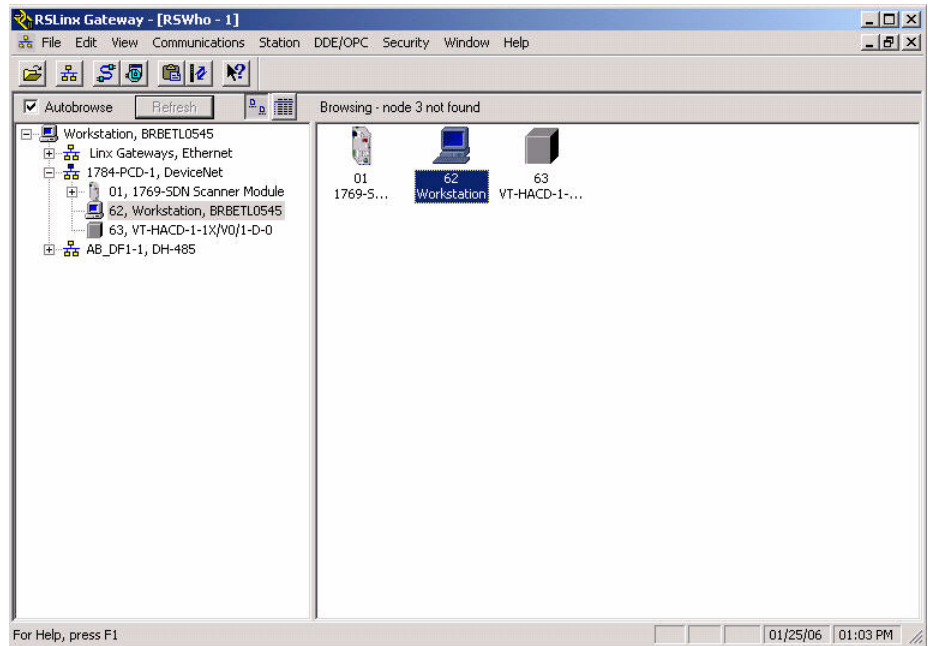 RSLinx Gateway - [RSWho - 1]
File Edit View Communications Station DDE/OPC Security Window Help
Autobrowse Refresh Browsing - node 3 not found
Workstation, BRBETL0545
Linx Gateways, Ethernet
1784-PCD-1, DeviceNet
01, 1769-SDN Scanner Module
62, Workstation, BRBETL0545
63, VT-HACD-1-1X/V0/1-D-0
AB_DF1-1, DH-485
01
1769-S...
62
Workstation
63
VT-HACD-1-...
For Help, press F1
01/25/06 01:03 PM